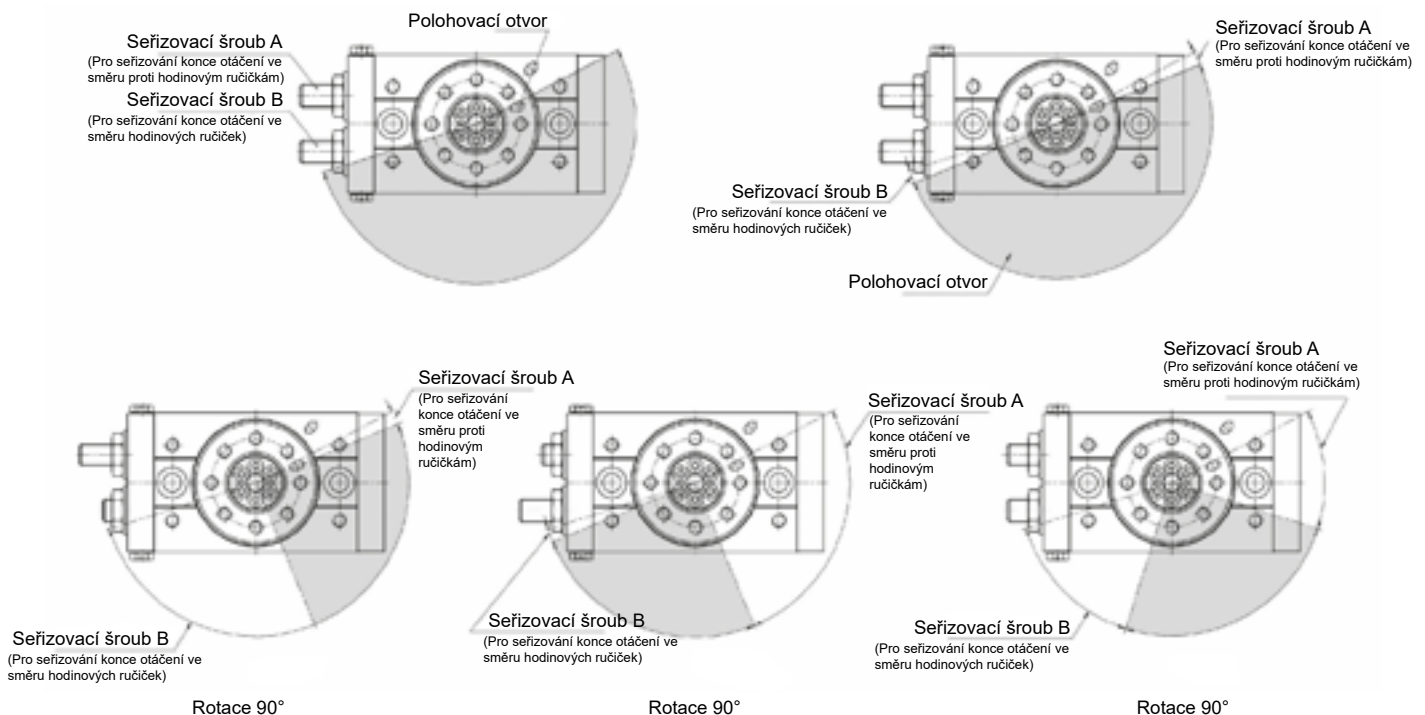 Polohovací otvor
Seřizovací šroub A
(Pro seřizování konce otáčení ve
směru proti hodinovým ručičkám)
Seřizovací šroub B
(Pro seřizování konce otáčení ve
směru hodinových ručiček)
Seřizovací šroub A
(Pro seřizování konce otáčení ve
směru proti hodinovým ručičkám)
Seřizovací šroub B
(Pro seřizování konce otáčení ve
směru hodinových ručiček)
Polohovací otvor
Seřizovací šroub A
(Pro seřizování
konce otáčení ve
směru proti
hodinovým
ručičkám)
Seřizovací šroub B
(Pro seřizování konce otáčení ve
směru hodinových ručiček)
Rotace 90°
Seřizovací šroub A
(Pro seřizování
konce otáčení ve
směru proti
hodinovým
ručičkám)
Seřizovací šroub B
(Pro seřizování konce otáčení ve
směru hodinových ručiček)
Rotace 90°
Seřizovací šroub A
(Pro seřizování konce otáčení ve
směru proti hodinovým ručičkám)
Seřizovací šroub B
(Pro seřizování konce otáčení ve
směru hodinových ručiček)
Rotace 90°